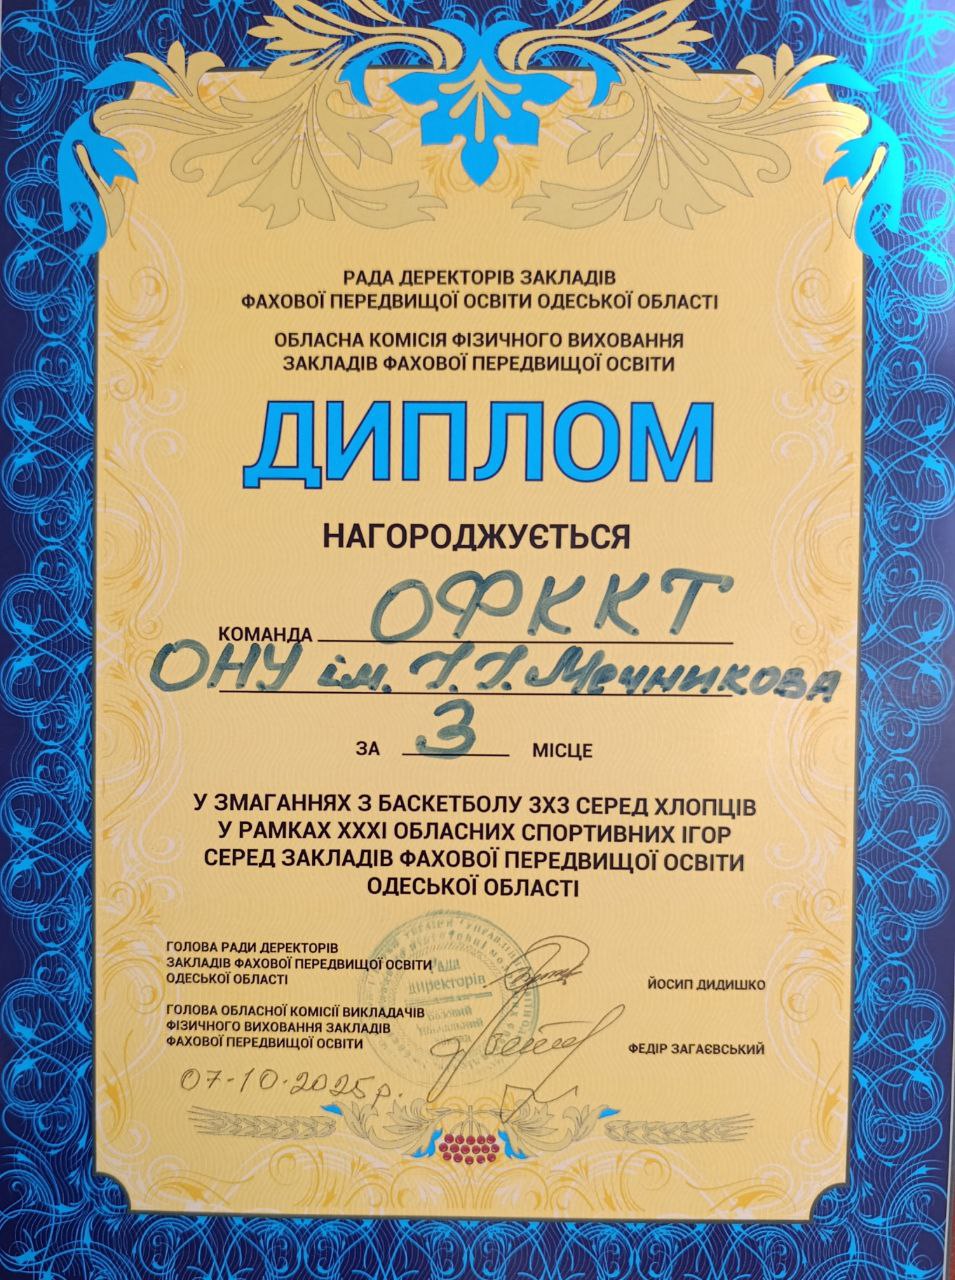 РАДА ДЕРЕКТОРІВ ЗАКЛАДІВ
ФАХОВОЇ ПЕРЕДВИЩОЇ ОСВІТИ ОДЕСЬКОЇ ОБЛАСТІ
ОБЛАСНА КОМІСІЯ ФІЗИЧНОГО ВИХОВАННЯ
ЗАКЛАДІВ ФАХОВОЇ ПЕРЕДВИЩОЇ ОСВІТИ
ДИПЛОМ
НАГОРОДЖУЄТЬСЯ
КОМАНДА ОФККТ
ОНУ ім. І.І. Мечникова
ЗА 3 МІСЦЕ
У ЗМАГАННЯХ З БАСКЕТБОЛУ 3Х3 СЕРЕД ХЛОПЦІВ
У РАМКАХ ХХХІ ОБЛАСНИХ СПОРТИВНИХ ІГОР
СЕРЕД ЗАКЛАДІВ ФАХОВОЇ ПЕРЕДВИЩОЇ ОСВІТИ
ОДЕСЬКОЇ ОБЛАСТІ
ГОЛОВА РАДИ ДЕРЕКТОРІВ
ЗАКЛАДІВ ФАХОВОЇ ПЕРЕДВИЩОЇ ОСВІТИ
ОДЕСЬКОЇ ОБЛАСТІ
ЙОСИП ДИДИШКО
Рада
директорів
ГОЛОВА ОБЛАСНОЇ КОМІСІЇ ВИКЛАДАЧІВ
ФІЗИЧНОГО ВИХОВАННЯ ЗАКЛАДІВ
ФАХОВОЇ ПЕРЕДВИЩОЇ ОСВІТИ
ФЕДІР ЗАГАЄВСЬКИЙ
07-10-2025р.